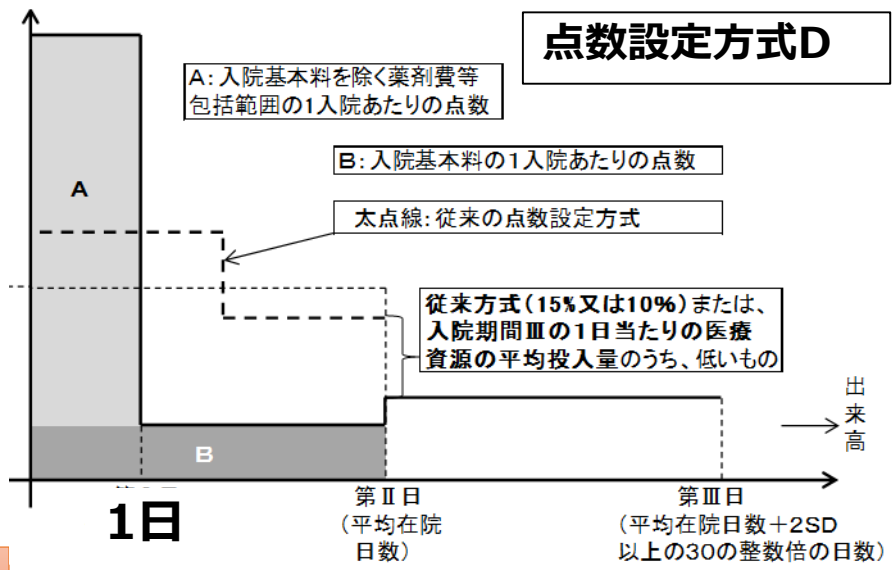 点数設定方式D
A:入院基本料を除く薬剤費等
包括範囲の1入院あたりの点数
B:入院基本料の1入院あたりの点数
A
太点線:従来の点数設定方式
従来方式(15%又は10%)または、
入院期間Ⅲの1日当たりの医療
資源の平均投入量のうち、低いもの
出来高
B
1日
第Ⅱ日
(平均在院
日数)
第Ⅲ日
(平均在院日数+2SD
以上の30の整数倍の日数)